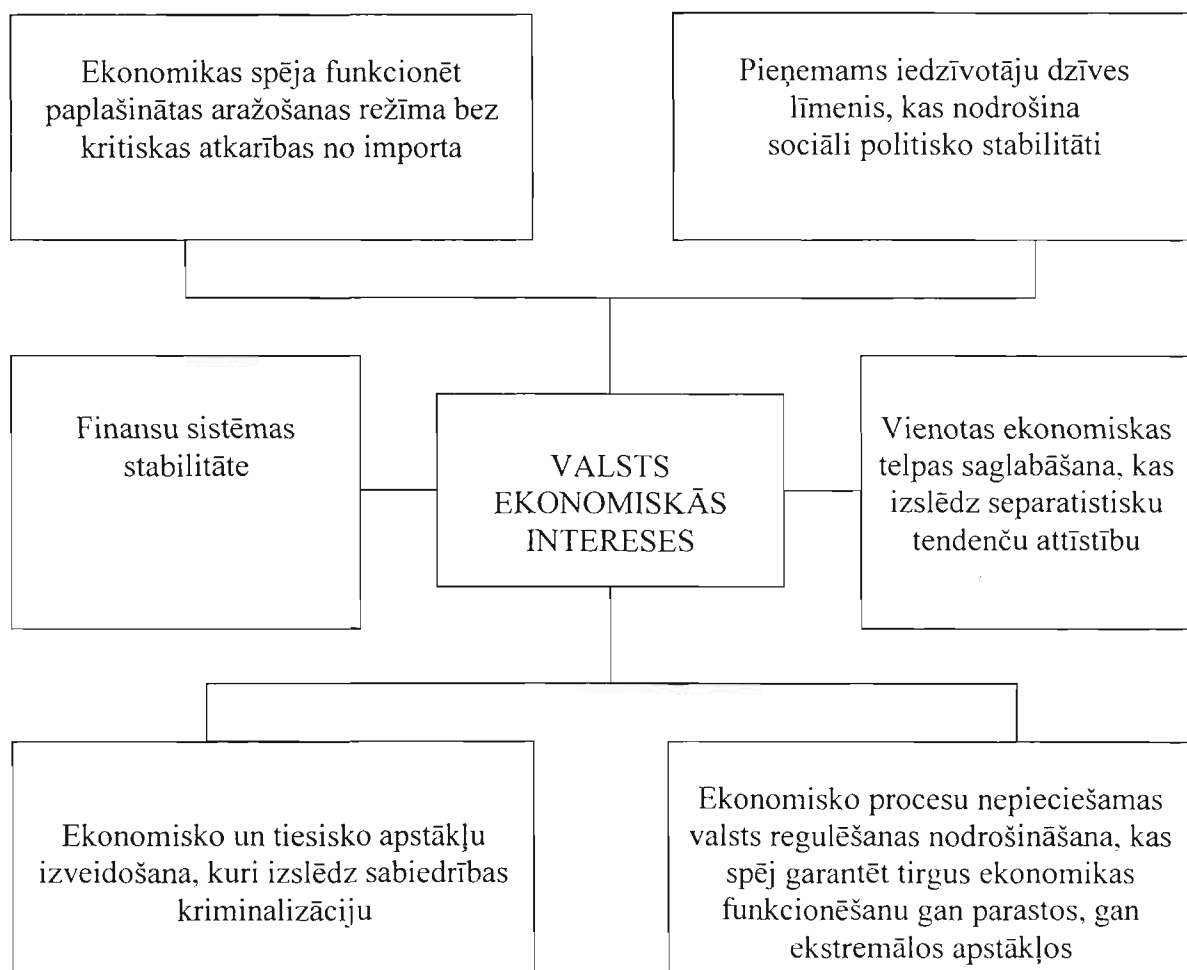 Ekonomikas spēja funkcionēt
paplašinātas aražošanas režīma bez
kritiskas atkarības no importa
Pieņemams iedzīvotāju dzīves
līmenis, kas nodrošina
sociāli politisko stabilitāti
Finansu sistēmas
stabilitāte
VALSTS
EKONOMISKĀS
INTERESES
Vienotas ekonomiskas
telpas saglabāšana, kas
izslēdz separatistisku
tendenču attīstību
Ekonomisko un tiesisko apstākļu
izveidošana, kuri izslēdz sabiedrības
kriminalizāciju
Ekonomisko procesu nepieciešamas
valsts regulēšanas nodrošināšana, kas
spēj garantēt tirgus ekonomikas
funkcionēšanu gan parastos, gan
ekstremālos apstākļos